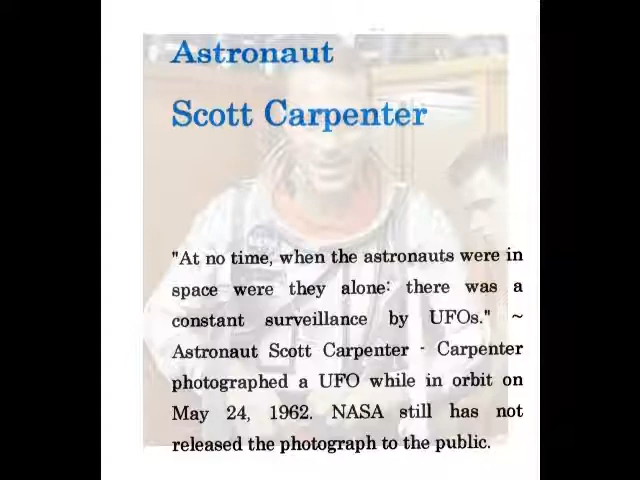 Astronaut
Scott Carpenter
"At no time, when the astronauts were in
space were they alone: there was a
constant surveillance by UFOs." ~
Astronaut Scott Carpenter - Carpenter
photographed a UFO while in orbit on
May 24, 1962. NASA still has not
released the photograph to the public.